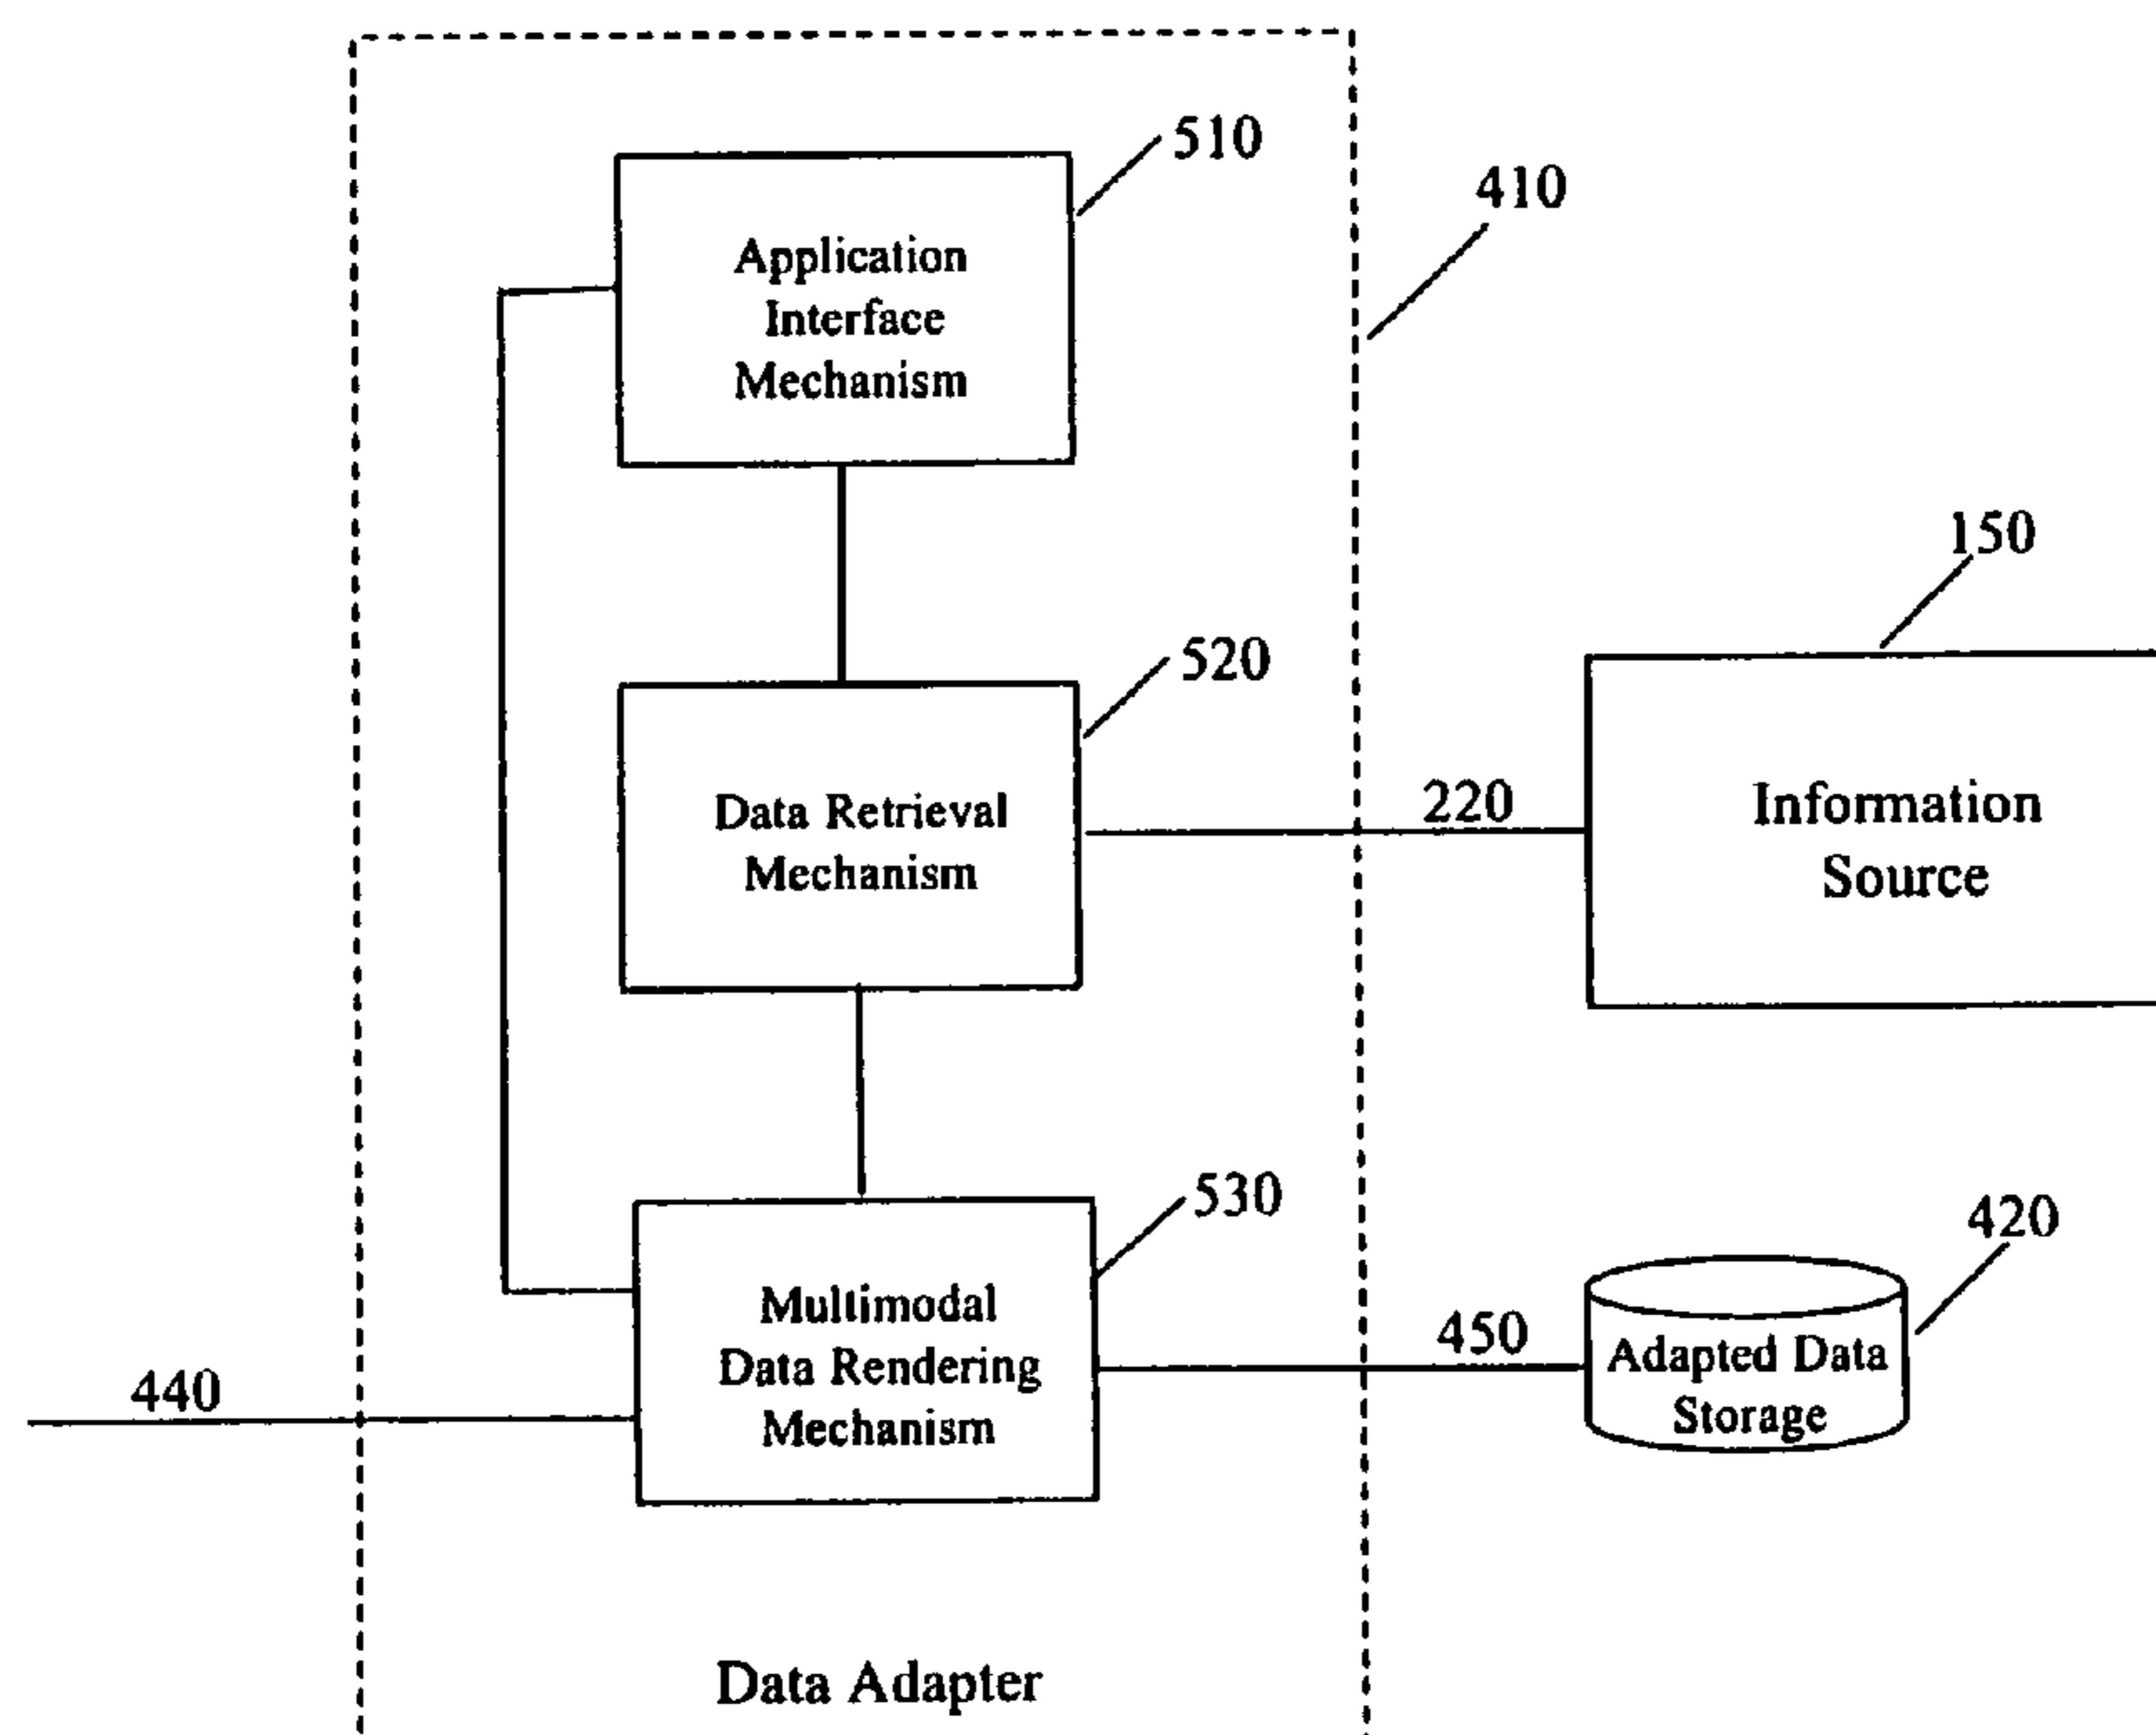 510
410
Application
Interface
Mechanism
150
520
Data Retrieval
Mechanism
220
Information
Source
530
420
Multimodal
Data Rendering
Mechanism
450
Adapted Data
Storage
440
Data Adapter